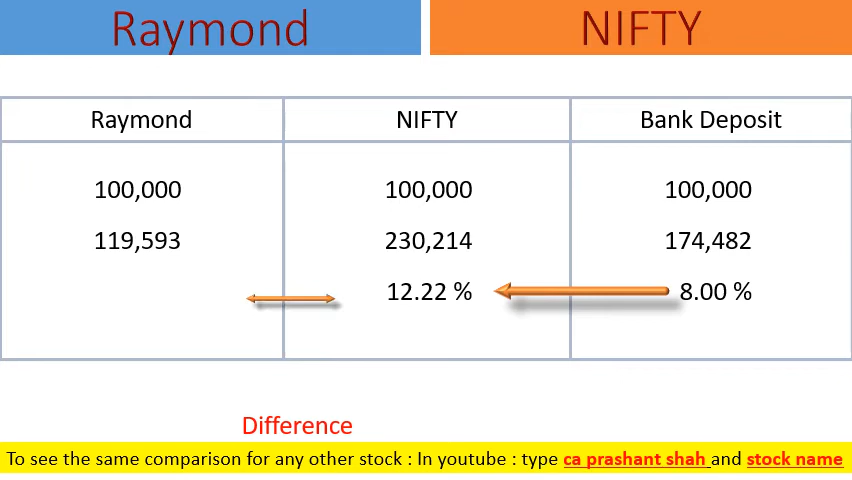 Raymond NIFTY
Raymond NIFTY Bank Deposit
100,000 100,000 100,000
119,593 230,214 174,482
12.22 % 8.00 %
Difference
To see the same comparison for any other stock : In youtube : type ca prashant shah and stock name